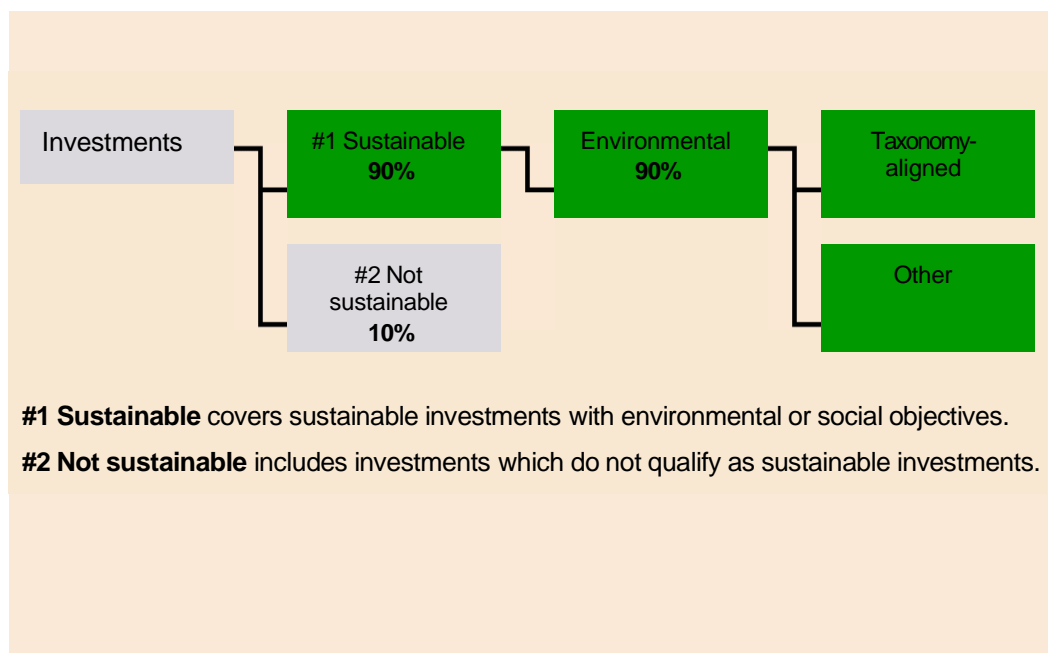 Investments
#1 Sustainable
90%
Environmental
90%
Taxonomy-
aligned
#2 Not
sustainable
10%
Other
#1 Sustainable covers sustainable investments with environmental or social objectives.
#2 Not sustainable includes investments which do not qualify as sustainable investments.